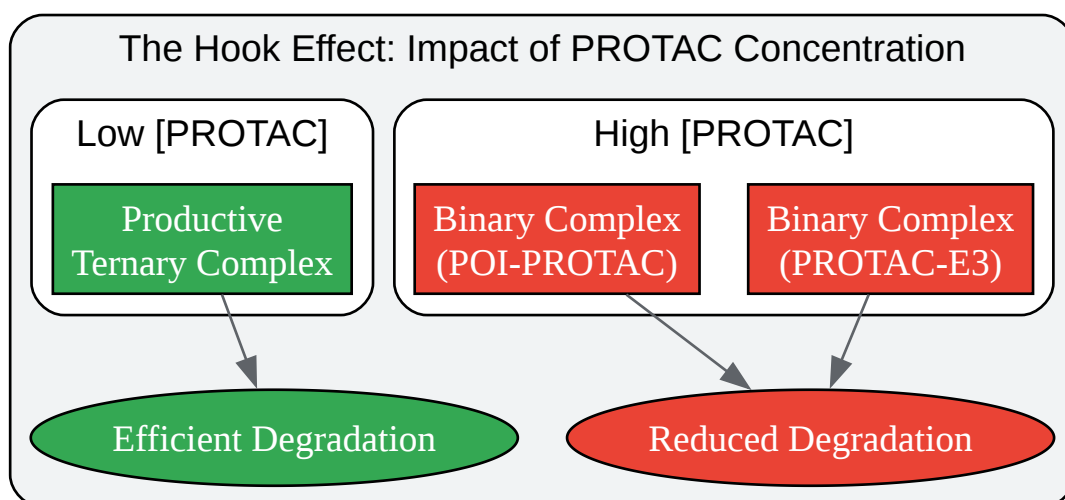 The Hook Effect: Impact of PROTAC Concentration
Low [PROTAC]
Productive
Ternary Complex
Efficient Degradation
High [PROTAC]
Binary Complex
(POI-PROTAC)
Binary Complex
(PROTAC-E3)
Reduced Degradation